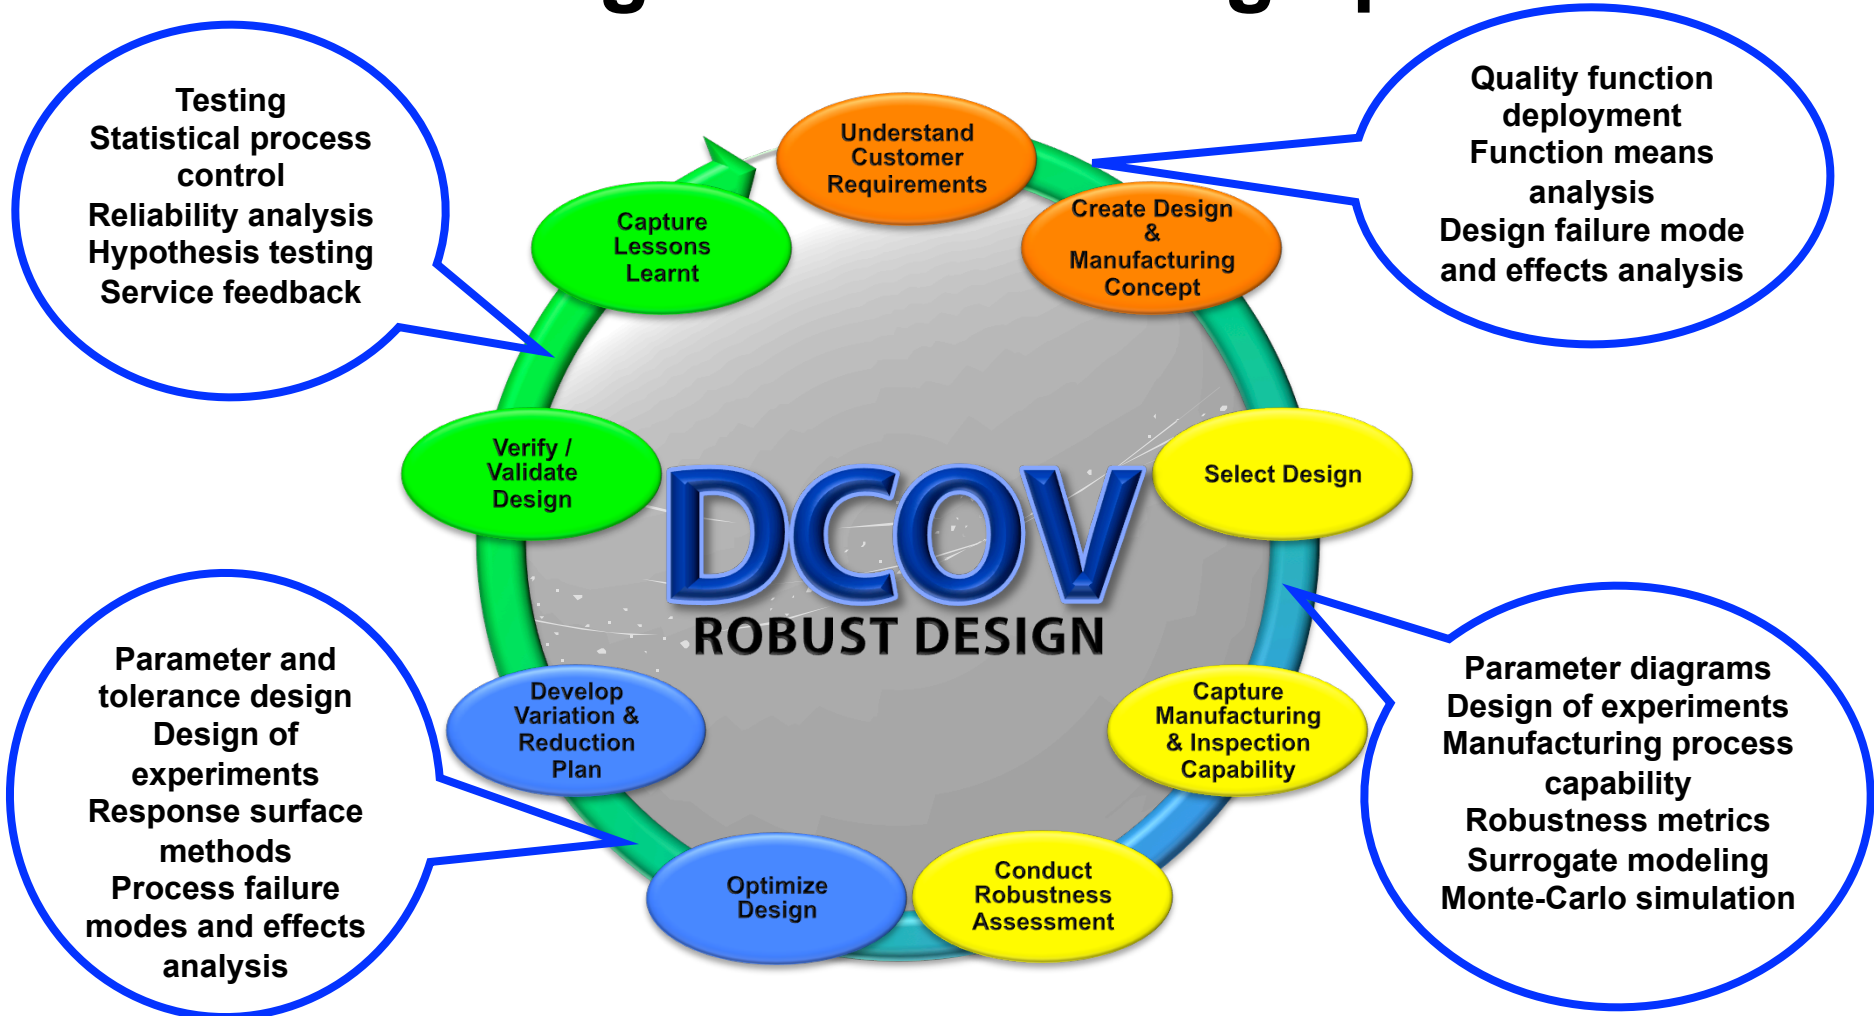 Testing
Statistical process
control
Reliability analysis
Hypothesis testing
Service feedback
Quality function
deployment
Function means
analysis
Design failure mode
and effects analysis
Understand
Customer
Requirements
Create Design
&
Manufacturing
Concept
Select Design
Capture
Manufacturing
& Inspection
Capability
Conduct
Robustness
Assessment
Optimize
Design
Develop
Variation &
Reduction
Plan
Verify /
Validate
Design
Capture
Lessons
Learnt
DCOV
ROBUST DESIGN
Parameter and
tolerance design
Design of
experiments
Response surface
methods
Process failure
modes and effects
analysis
Parameter diagrams
Design of experiments
Manufacturing process
capability
Robustness metrics
Surrogate modeling
Monte-Carlo simulation